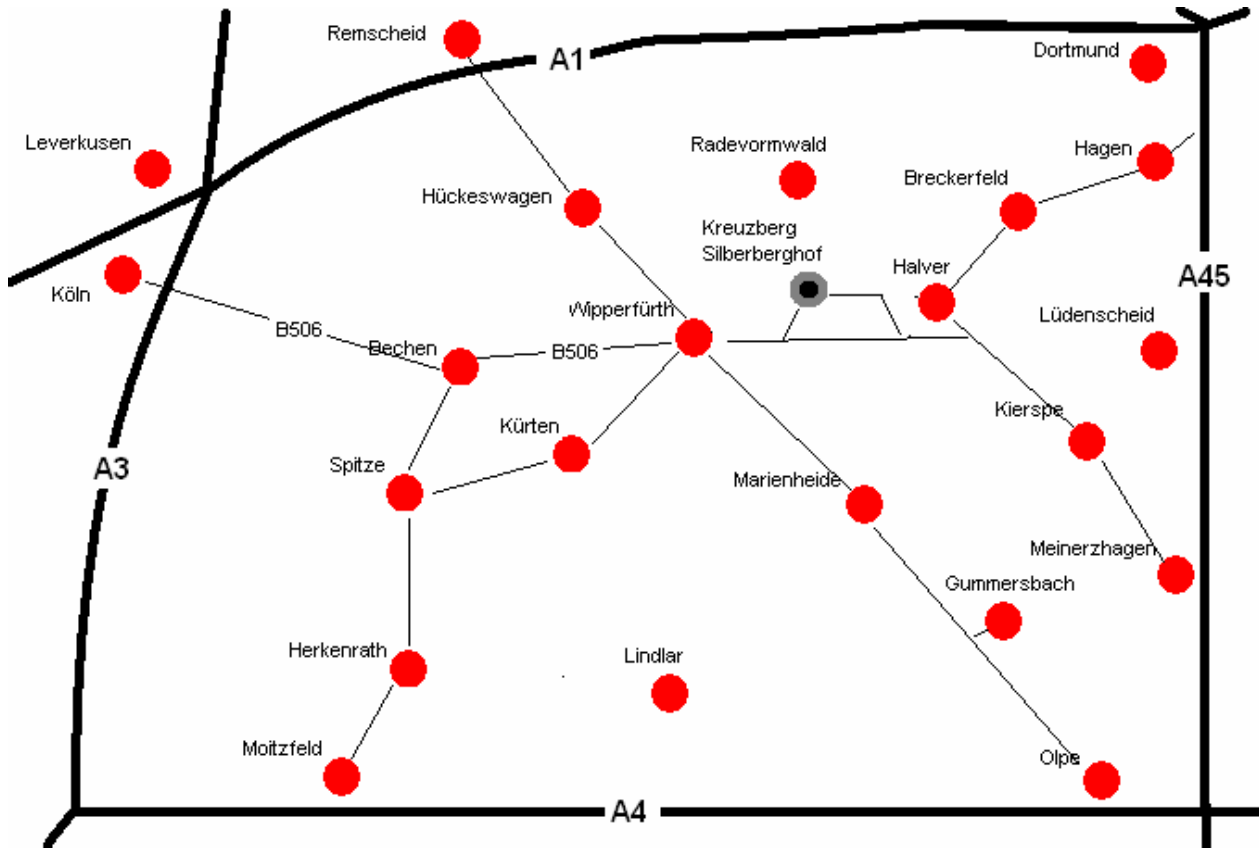 Remscheid
A1
Dortmund
Leverkusen
Radevormwald
Hagen
Breckerfeld
Hückeswagen
Kreuzberg
Silberberghof
Halver
A45
Köln
Wipperfürth
Lüdenscheid
B506
Bechen
B506
Kürten
Kierspe
Spitze
A3
Marienheide
Meinerzhagen
Gummersbach
Herkenrath
Lindlar
Moitzfeld
Olpe
A4